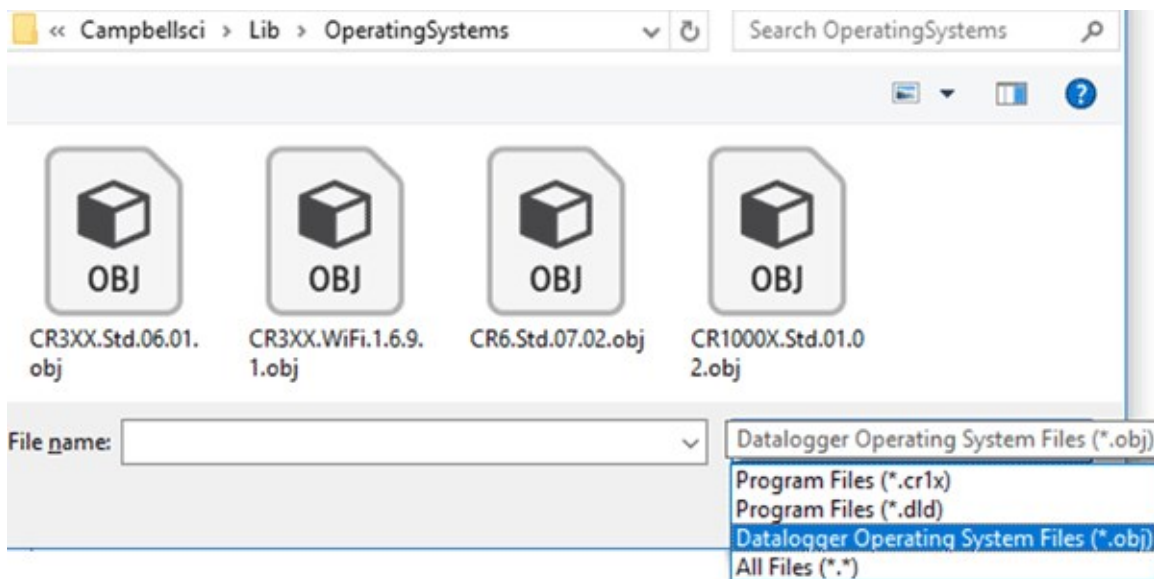 « Campbellsci › Lib › OperatingSystems
Search OperatingSystems
OBJ
OBJ
OBJ
OBJ
CR3XX.Std.06.01.
obj
CR3XX.WiFi.1.6.9.
1.obj
CR6.Std.07.02.obj
CR1000X.Std.01.0
2.obj
File name:
Datalogger Operating System Files (*.obj)
Program Files (*.cr1x)
Program Files (*.dld)
Datalogger Operating System Files (*.obj)
All Files (*.*)